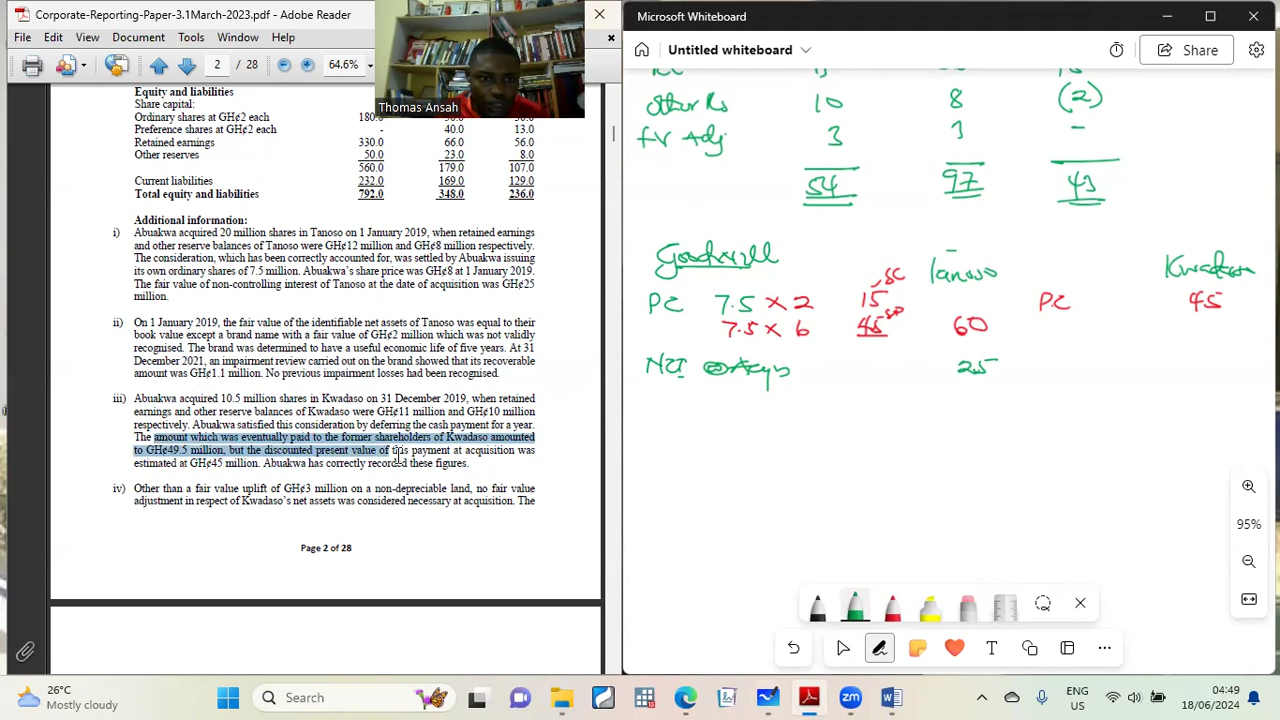 Corporate-Reporting-Paper-3.1March-2023.pdf - Adobe Reader
File Edit View Document Tools Window Help
2 / 28 64.6%
Thomas Ansah
Equity and liabilities
Share capital:
Ordinary shares at GH¢2 each 180.0
Preference shares at GH¢2 each - 40.0 13.0
Retained earnings 330.0 66.0 56.0
Other reserves 50.0 23.0 8.0
560.0 179.0 107.0
Current liabilities 232.0 169.0 129.0
Total equity and liabilities 792.0 348.0 236.0
Additional information:
i) Abuakwa acquired 20 million shares in Tanoso on 1 January 2019, when retained earnings
and other reserve balances of Tanoso were GH¢12 million and GH¢8 million respectively.
The consideration, which has been correctly accounted for, was settled by Abuakwa issuing
its own ordinary shares of 7.5 million. Abuakwa's share price was GH¢8 at 1 January 2019.
The fair value of non-controlling interest of Tanoso at the date of acquisition was GH¢25
million.
ii) On 1 January 2019, the fair value of the identifiable net assets of Tanoso was equal to their
book value except a brand name with a fair value of GH¢2 million which was not validly
recognised. The brand was determined to have a useful economic life of five years. At 31
December 2021, an impairment review carried out on the brand showed that its recoverable
amount was GH¢1.1 million. No previous impairment losses had been recognised.
iii) Abuakwa acquired 10.5 million shares in Kwadaso on 31 December 2019, when retained
earnings and other reserve balances of Kwadaso were GH¢11 million and GH¢10 million
respectively. Abuakwa satisfied this consideration by deferring the cash payment for a year.
The amount which was eventually paid to the former shareholders of Kwadaso amounted
to GH¢49.5 million, but the discounted present value of this payment at acquisition was
estimated at GH¢45 million. Abuakwa has correctly recorded these figures.
iv) Other than a fair value uplift of GH¢3 million on a non-depreciable land, no fair value
adjustment in respect of Kwadaso's net assets was considered necessary at acquisition. The
Page 2 of 28
Microsoft Whiteboard
Untitled whiteboard Share
Other Rs 10 8 (2)
FV Adj 3 3 -
54 97 43
Goodwill Tanoso Kwadaso
PC 7.5 × 2 15 SC PC 45
7.5 × 6 45 60
NCI Acqs 25
95%
26°C
Mostly cloudy
Search
ENG
US
04:49
18/06/2024